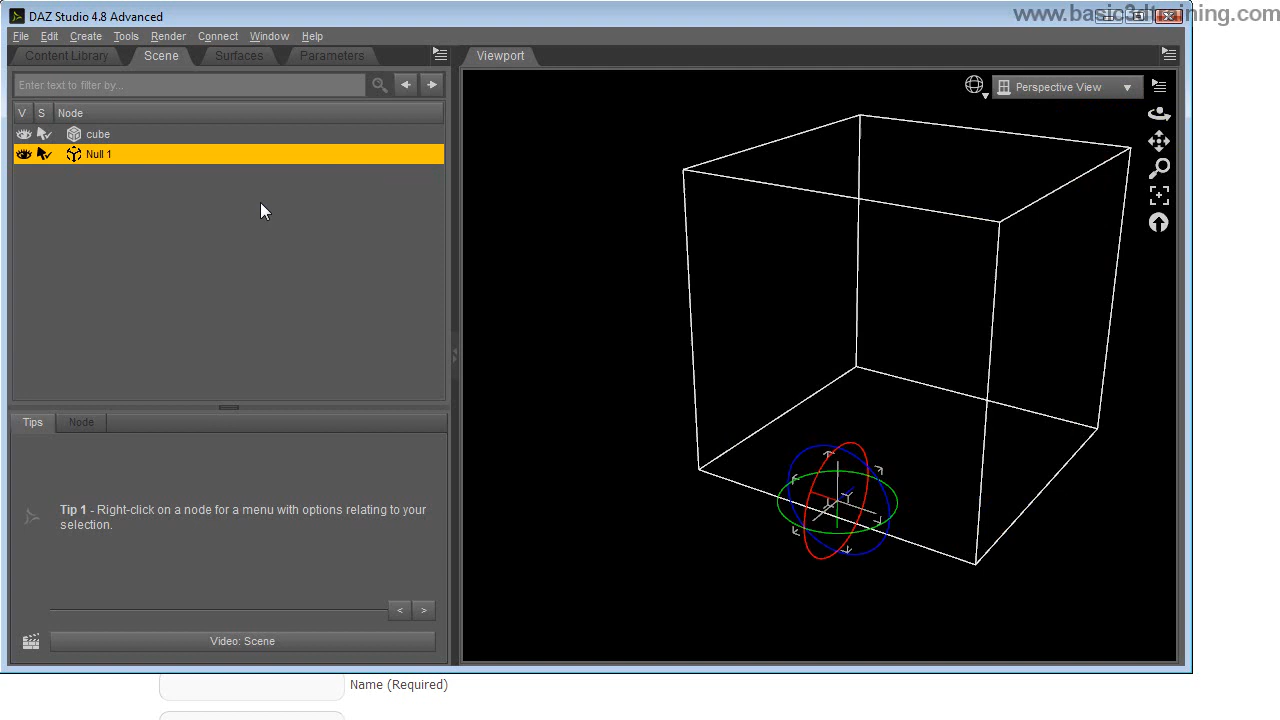 DAZ Studio 4.8 Advanced
www.basic3dtraining.com
File Edit Create Tools Render Connect Window Help
Content Library Scene Surfaces Parameters
Viewport
Enter text to filter by...
Perspective View
V S Node
cube
Null 1
Tips Node
Tip 1 - Right-click on a node for a menu with options relating to your
selection.
< >
Video: Scene
Name (Required)